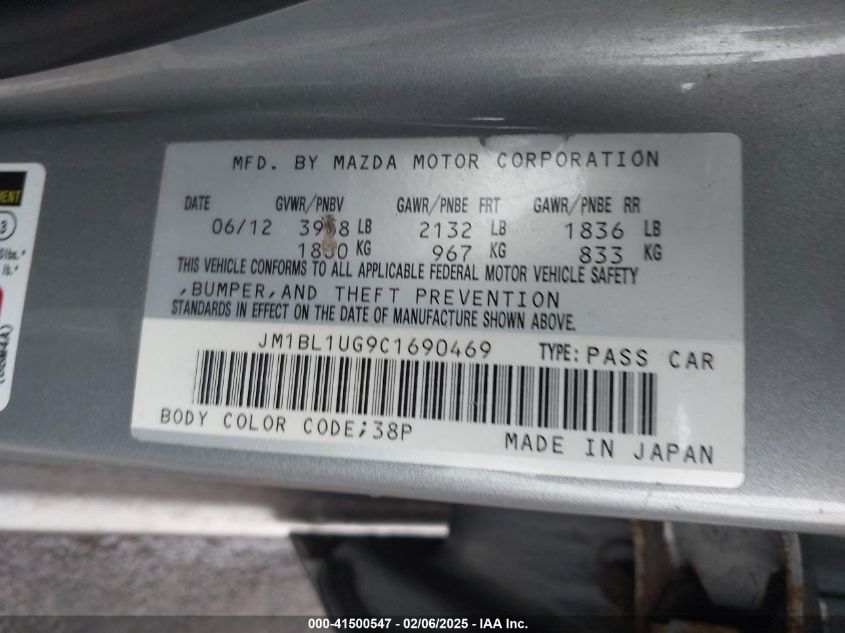 MFD. BY MAZDA MOTOR CORPORATION
DATE GVWR/PNBV GAWR/PNBE FRT GAWR/PNBE RR
06/12 LB 2132 LB 1836 LB
KG 967 KG 833 KG
THIS VEHICLE CONFORMS TO ALL APPLICABLE FEDERAL MOTOR VEHICLE SAFETY
,BUMPER,AND THEFT PREVENTION
STANDARDS IN EFFECT ON THE DATE OF MANUFACTURE SHOWN ABOVE.
JM1BL1UG9C1690469 TYPE: PASS CAR
BODY COLOR CODE;38P
MADE IN JAPAN
000-41500547 — 02/06/2025 - IAA Inc.